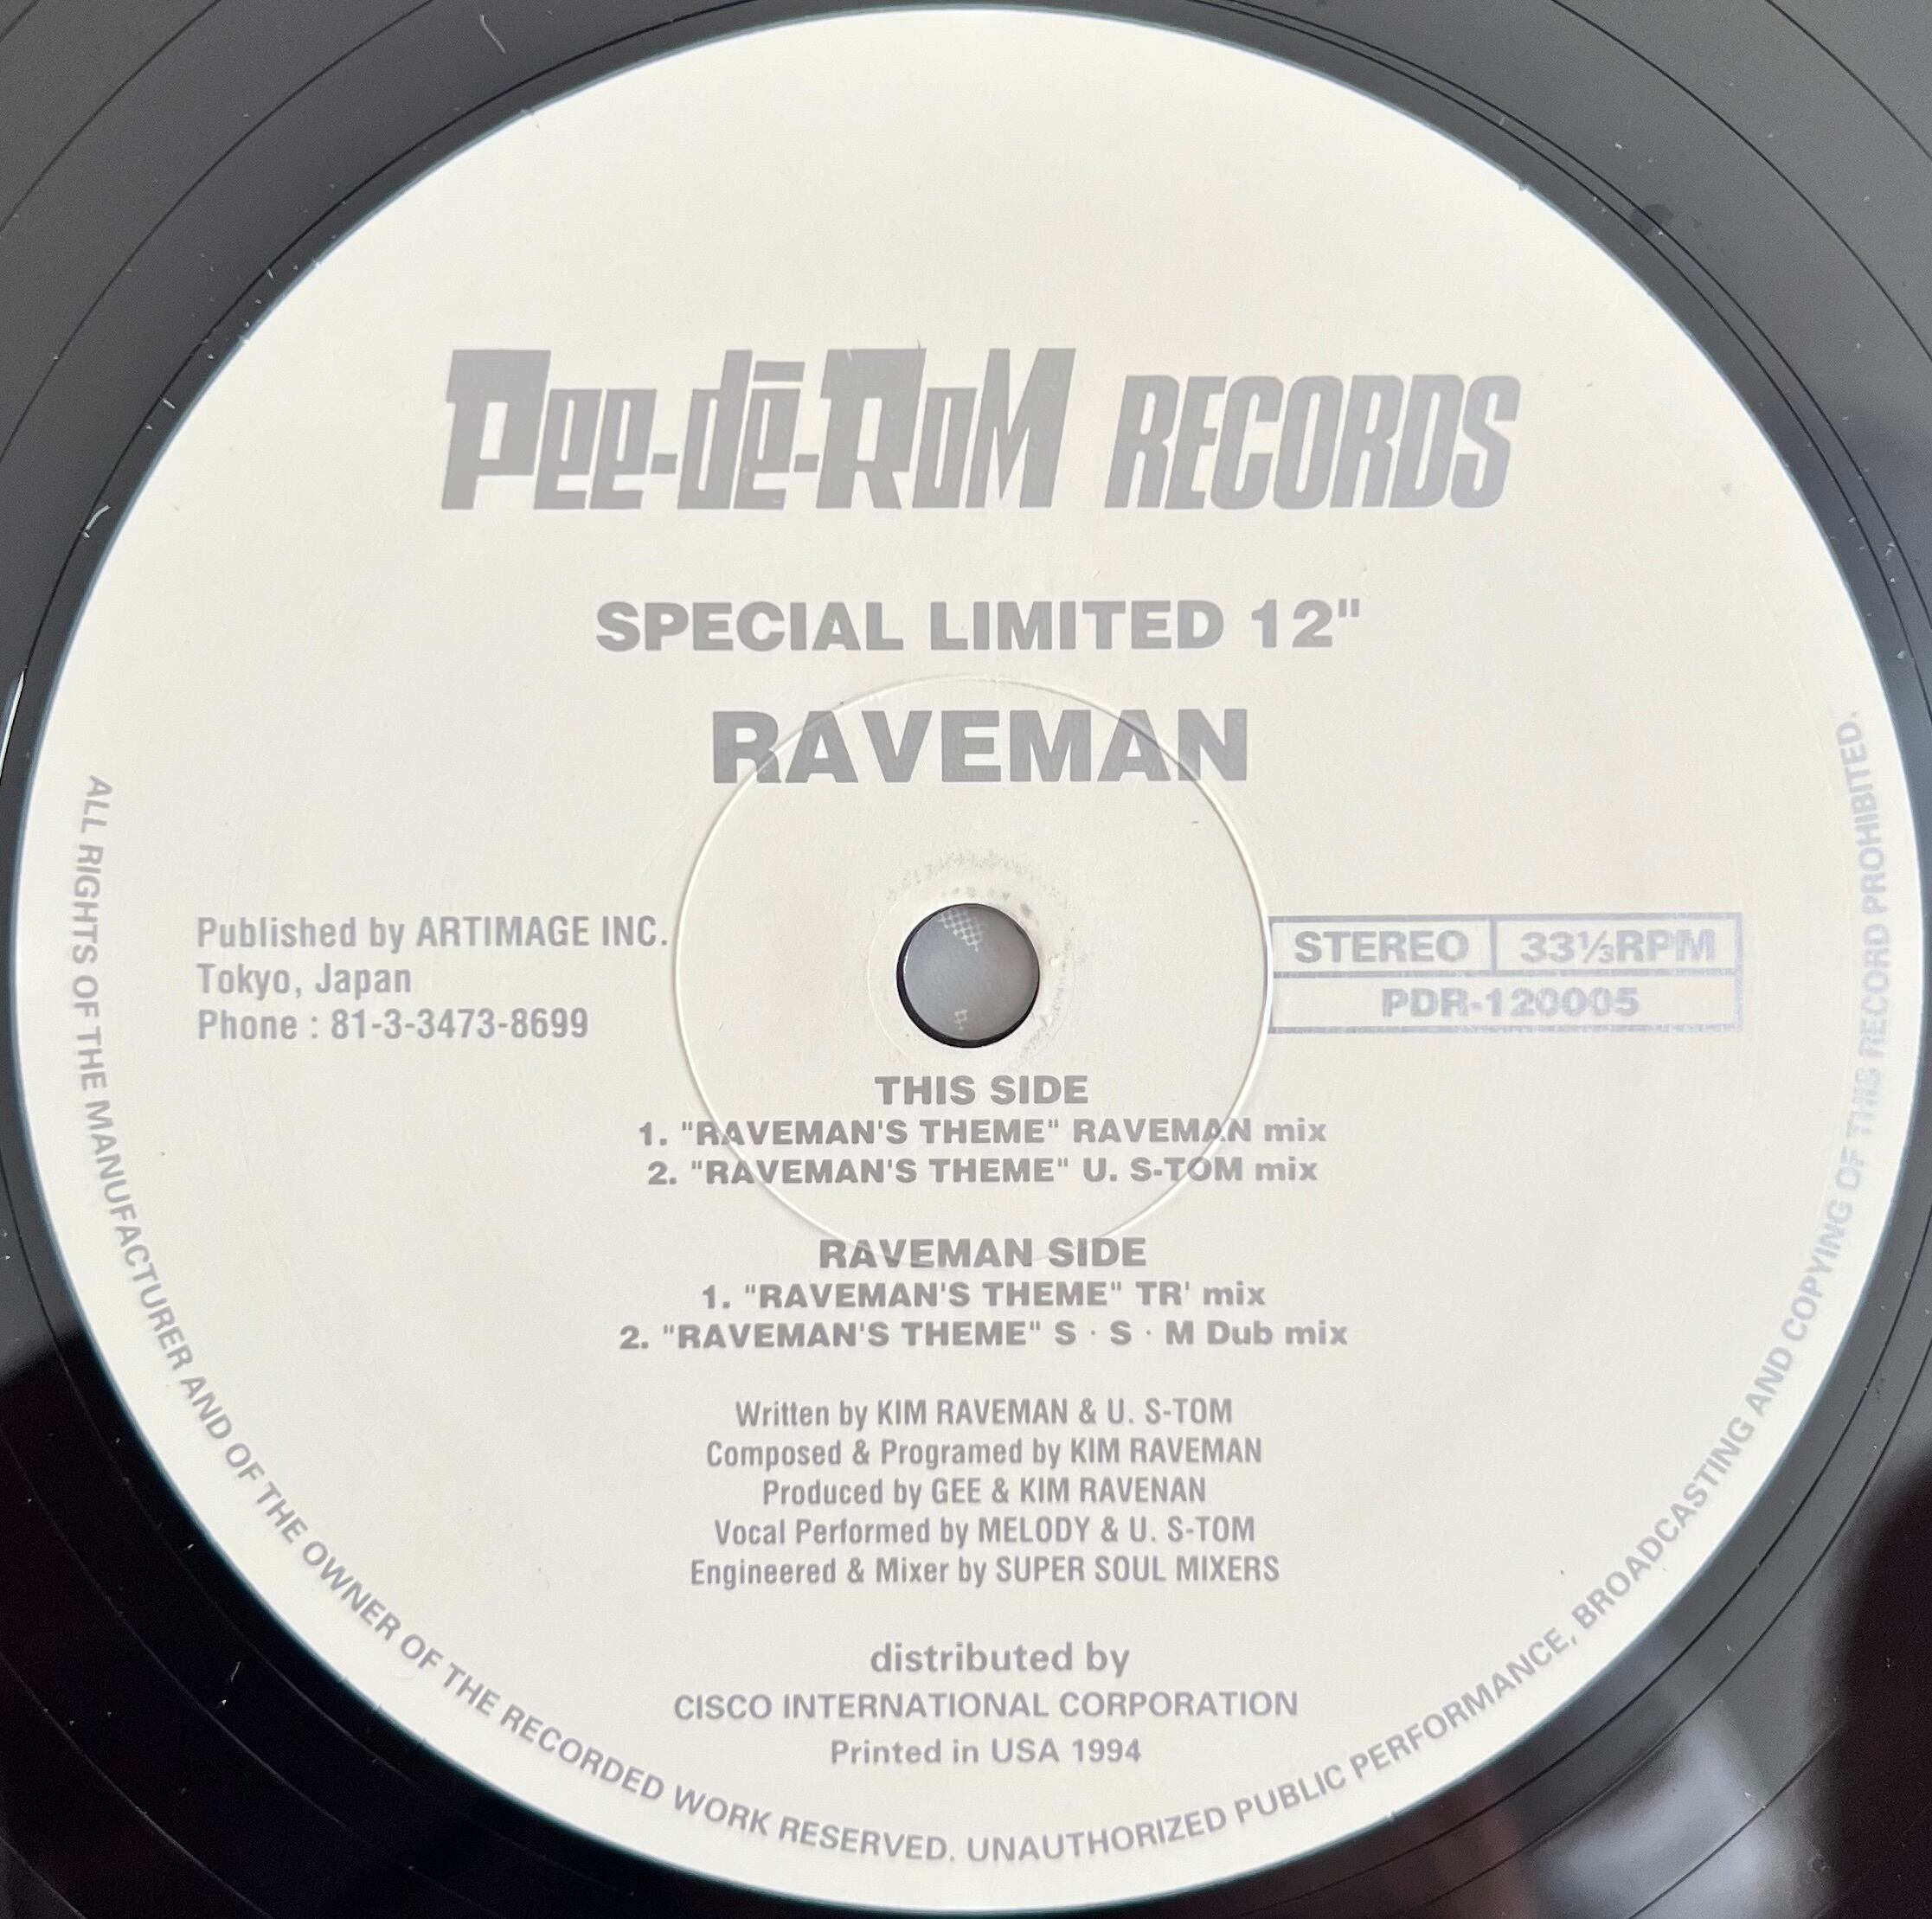 Pee-dē-RoM RECORDS
SPECIAL LIMITED 12"
RAVEMAN
Published by ARTIMAGE INC.
Tokyo, Japan
Phone : 81-3-3473-8699
STEREO 33⅓RPM
PDR-120005
THIS SIDE
1. "RAVEMAN'S THEME" RAVEMAN mix
2. "RAVEMAN'S THEME" U. S-TOM mix
RAVEMAN SIDE
1. "RAVEMAN'S THEME" TR' mix
2. "RAVEMAN'S THEME" S · S · M Dub mix
Written by KIM RAVEMAN & U. S-TOM
Composed & Programed by KIM RAVEMAN
Produced by GEE & KIM RAVENAN
Vocal Performed by MELODY & U. S-TOM
Engineered & Mixer by SUPER SOUL MIXERS
distributed by
CISCO INTERNATIONAL CORPORATION
Printed in USA 1994
ALL RIGHTS OF THE MANUFACTURER AND OF THE OWNER OF THE RECORDED WORK RESERVED. UNAUTHORIZED PUBLIC PERFORMANCE, BROADCASTING AND COPYING OF THIS RECORD PROHIBITED.